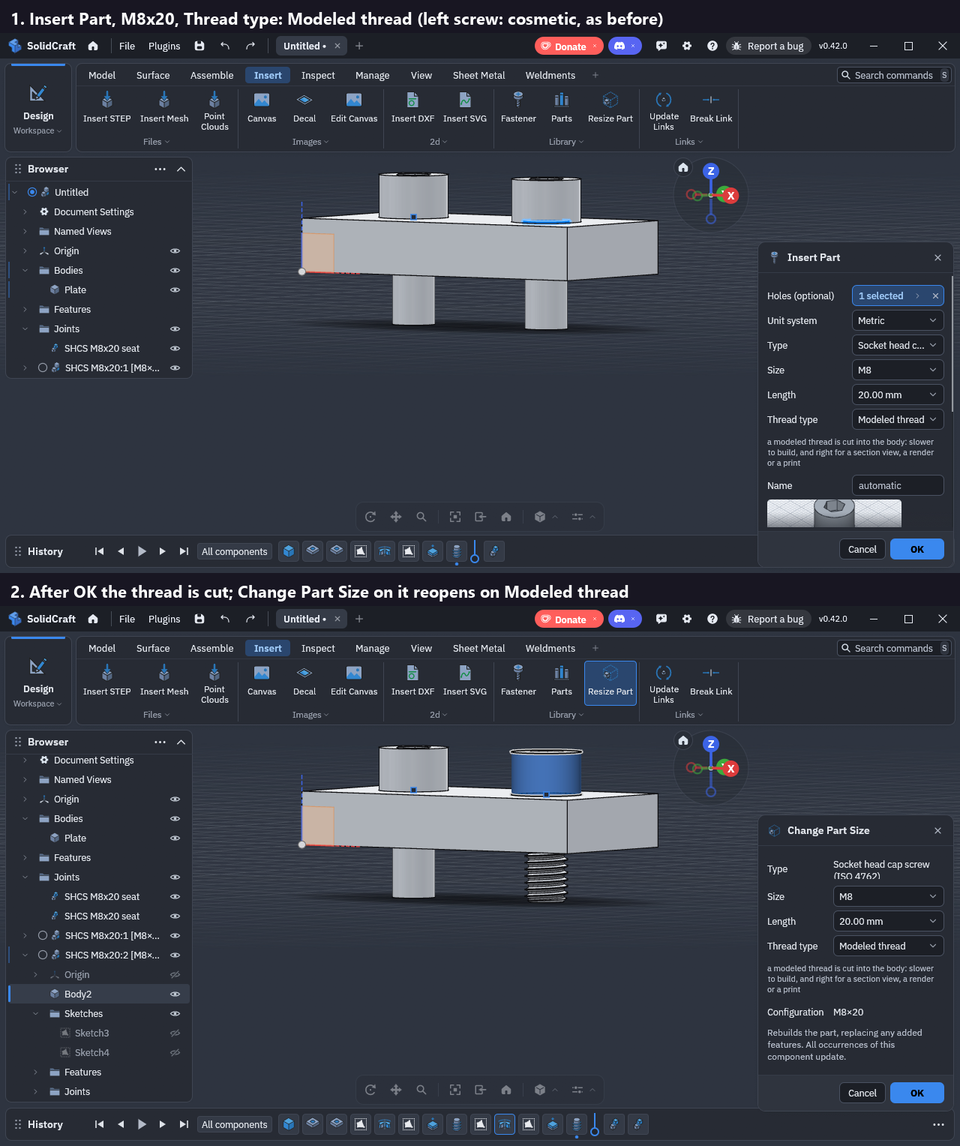 1. Insert Part, M8x20, Thread type: Modeled thread (left screw: cosmetic, as before)
SolidCraft File Plugins Untitled • × + Donate Report a bug v0.42.0
Design
Workspace
Model Surface Assemble Insert Inspect Manage View Sheet Metal Weldments + Search commands S
Insert STEP Insert Mesh Point Clouds Canvas Decal Edit Canvas Insert DXF Insert SVG Fastener Parts Resize Part Update Links Break Link
Files Images 2d Library Links
Browser
Untitled
Document Settings
Named Views
Origin
Bodies
Plate
Features
Joints
SHCS M8x20 seat
SHCS M8x20:1 [M8×...
Z
X
Insert Part
Holes (optional) 1 selected
Unit system Metric
Type Socket head c...
Size M8
Length 20.00 mm
Thread type Modeled thread
a modeled thread is cut into the body: slower
to build, and right for a section view, a render
or a print
Name automatic
Cancel OK
History All components
2. After OK the thread is cut; Change Part Size on it reopens on Modeled thread
SolidCraft File Plugins Untitled • × + Donate Report a bug v0.42.0
Design
Workspace
Model Surface Assemble Insert Inspect Manage View Sheet Metal Weldments + Search commands S
Insert STEP Insert Mesh Point Clouds Canvas Decal Edit Canvas Insert DXF Insert SVG Fastener Parts Resize Part Update Links Break Link
Files Images 2d Library Links
Browser
Document Settings
Named Views
Origin
Bodies
Plate
Features
Joints
SHCS M8x20 seat
SHCS M8x20 seat
SHCS M8x20:1 [M8×...
SHCS M8x20:2 [M8×...
Origin
Body2
Sketches
Sketch3
Sketch4
Features
Joints
Z
X
Change Part Size
Type Socket head cap screw
(ISO 4762)
Size M8
Length 20.00 mm
Thread type Modeled thread
a modeled thread is cut into the body: slower
to build, and right for a section view, a render
or a print
Configuration M8×20
Rebuilds the part, replacing any added
features. All occurrences of this
component update.
Cancel OK
History All components